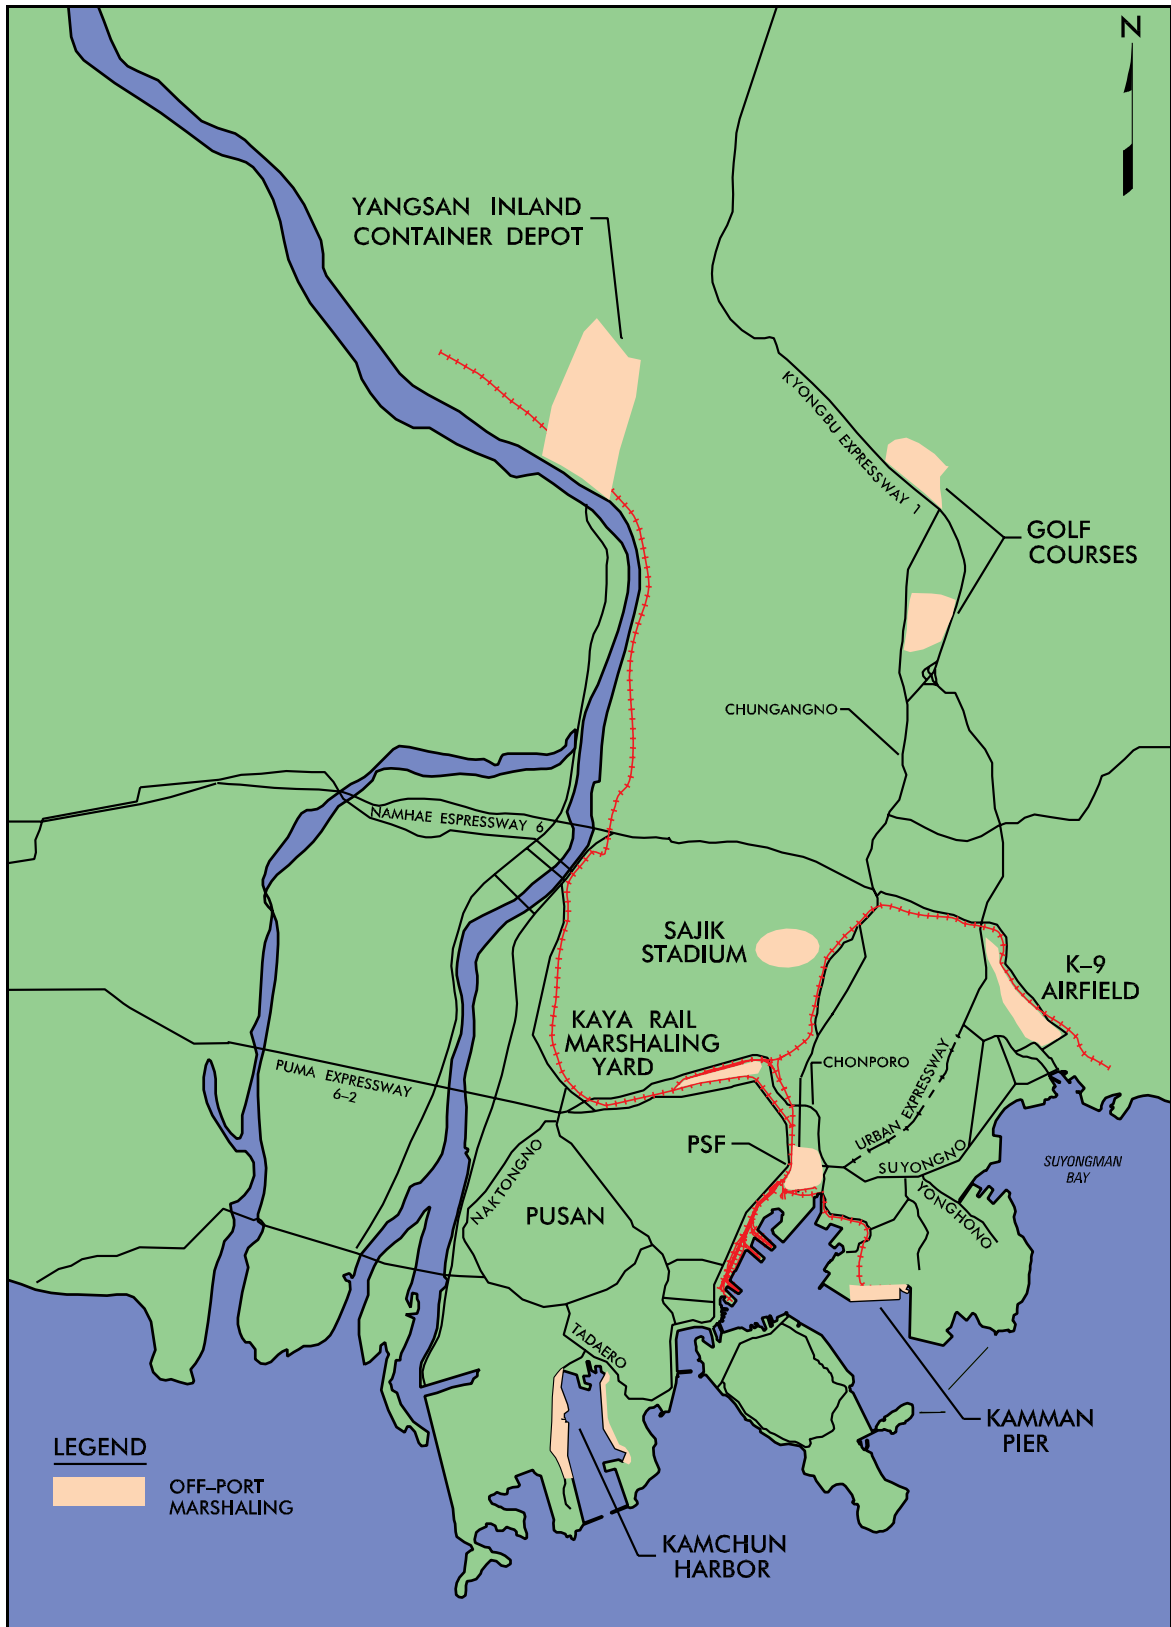 N
YANGSAN INLAND
CONTAINER DEPOT
KYONGBU EXPRESSWAY 1
GOLF
COURSES
CHUNGANGNO
NAMHAE ESPRESSWAY 6
SAJIK
STADIUM
K–9
AIRFIELD
KAYA RAIL
MARSHALING
YARD
CHONPORO
PUMA EXPRESSWAY
6–2
URBAN EXPRESSWAY
PSF
SUYONGNO
SUYONGMAN
BAY
NAKTONGNO
YONGHONO
PUSAN
TADAERO
KAMMAN
PIER
LEGEND
OFF–PORT
MARSHALING
KAMCHUN
HARBOR